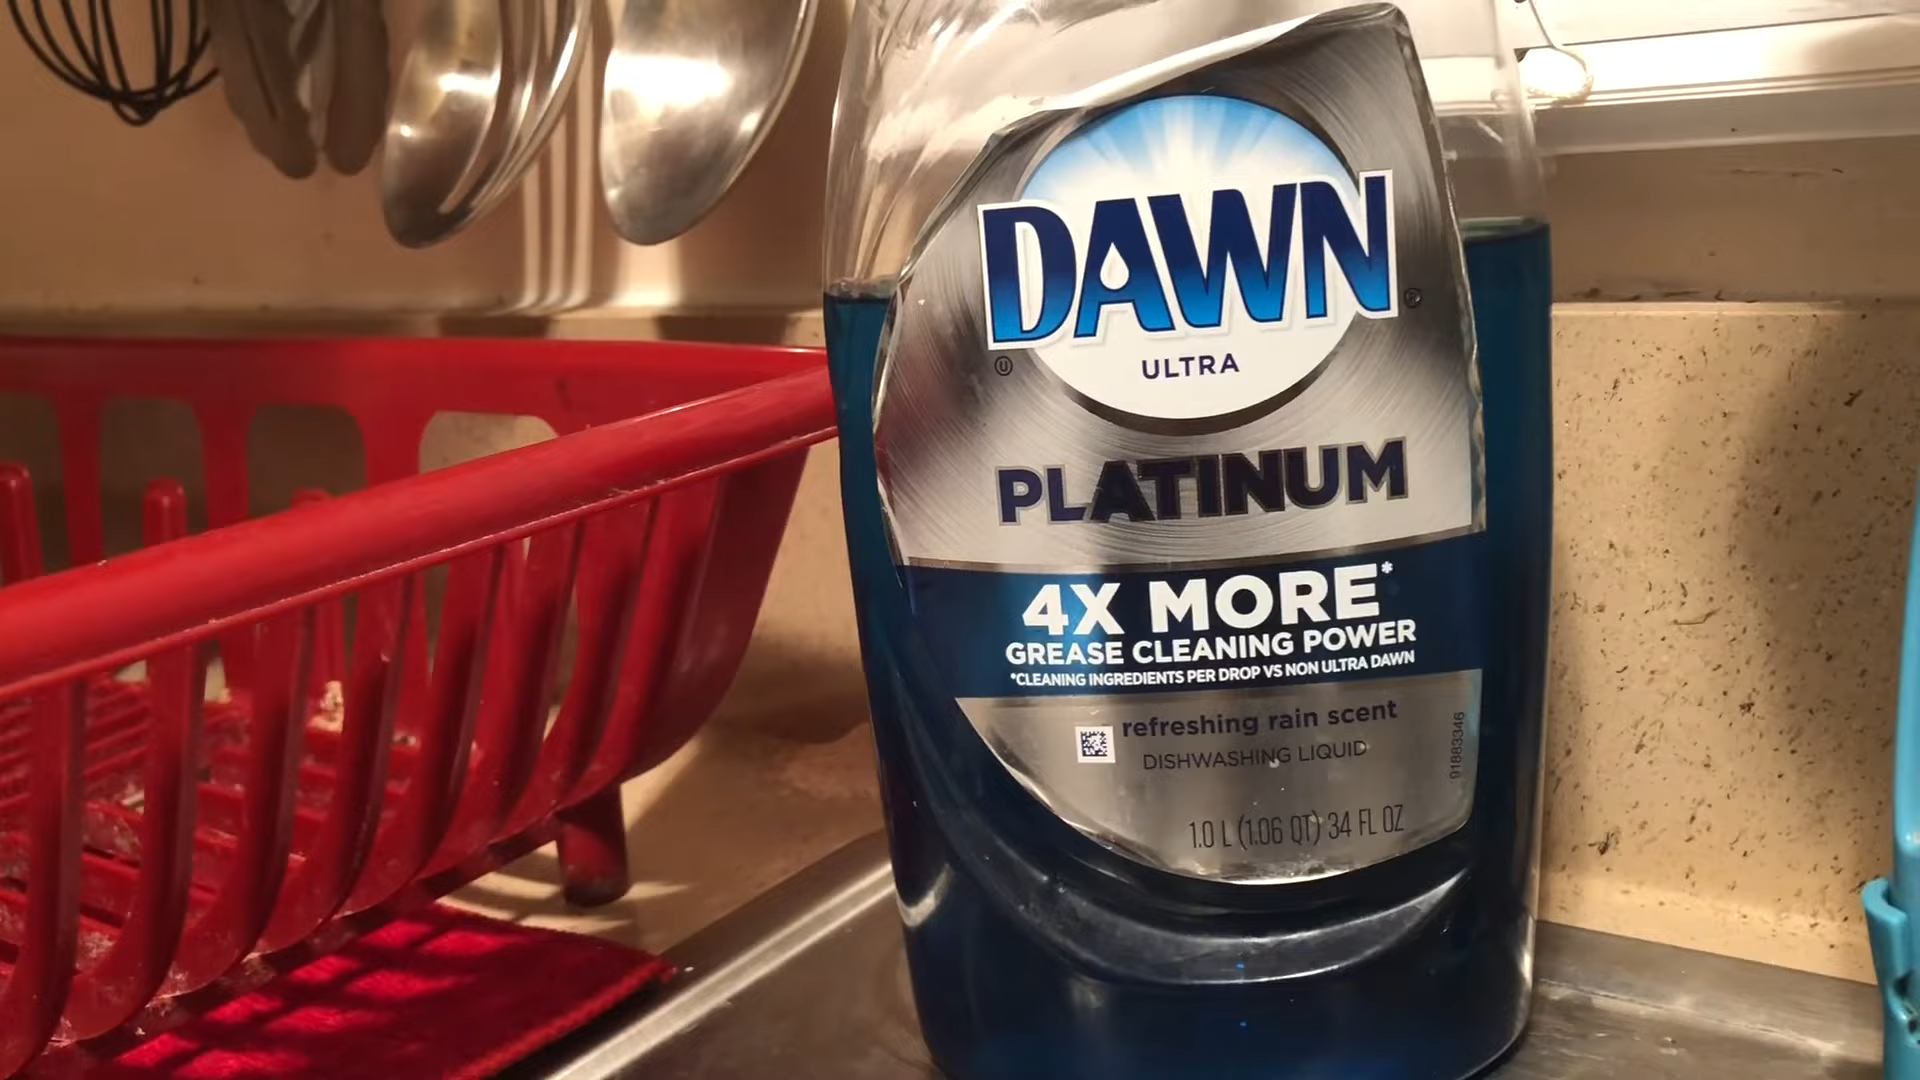 DAWN
®
Ⓤ
ULTRA
PLATINUM
4X MORE*
GREASE CLEANING POWER
*CLEANING INGREDIENTS PER DROP VS NON ULTRA DAWN
refreshing rain scent
DISHWASHING LIQUID
91883346
1.0 L (1.06 QT) 34 FL OZ